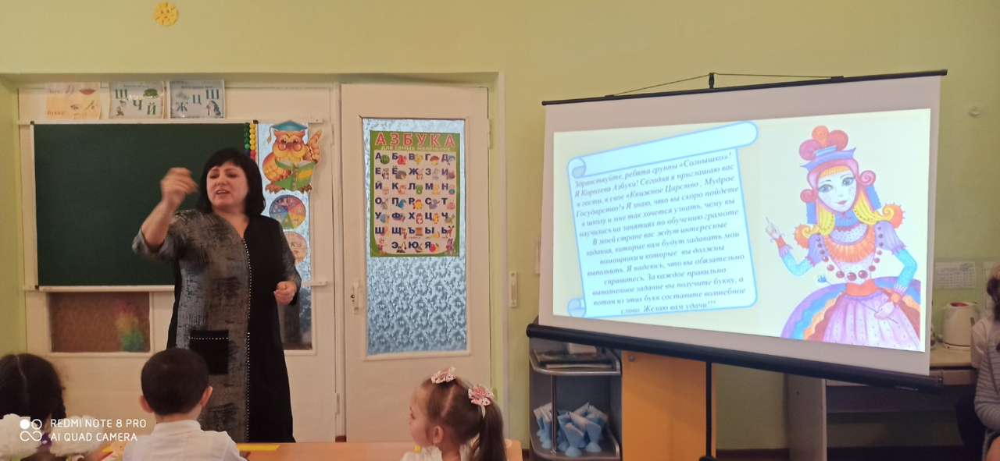 Ш
Ч
Й
Ж Ц Ш
АЗБУКА
для самых маленьких
А Б В Г Д
Е Ё Ж З И
Й К Л М Н
О П Р С Т
У Ф Х Ц Ч
Ш Щ Ъ Ы Ь
Э Ю Я
Здравствуйте, ребята группы «Солнышко»!
Я Королева Азбуки! Сегодня я приглашаю вас
в гости, в свое «Книжное Царство , Мудрое
Государство!» Я знаю, что вы скоро пойдете
в школу и мне так хочется узнать, чему вы
научились на занятиях по обучению грамоте
В моей стране вас ждут интересные
задания, которые вам будут задавать мои
помощники и которые вы должны
выполнить. Я надеюсь, что вы обязательно
справитесь. За каждое правильно
выполненное задание вы получите букву, а
потом из этих букв составите волшебное
слово. Желаю вам удачи!!!
REDMI NOTE 8 PRO
AI QUAD CAMERA